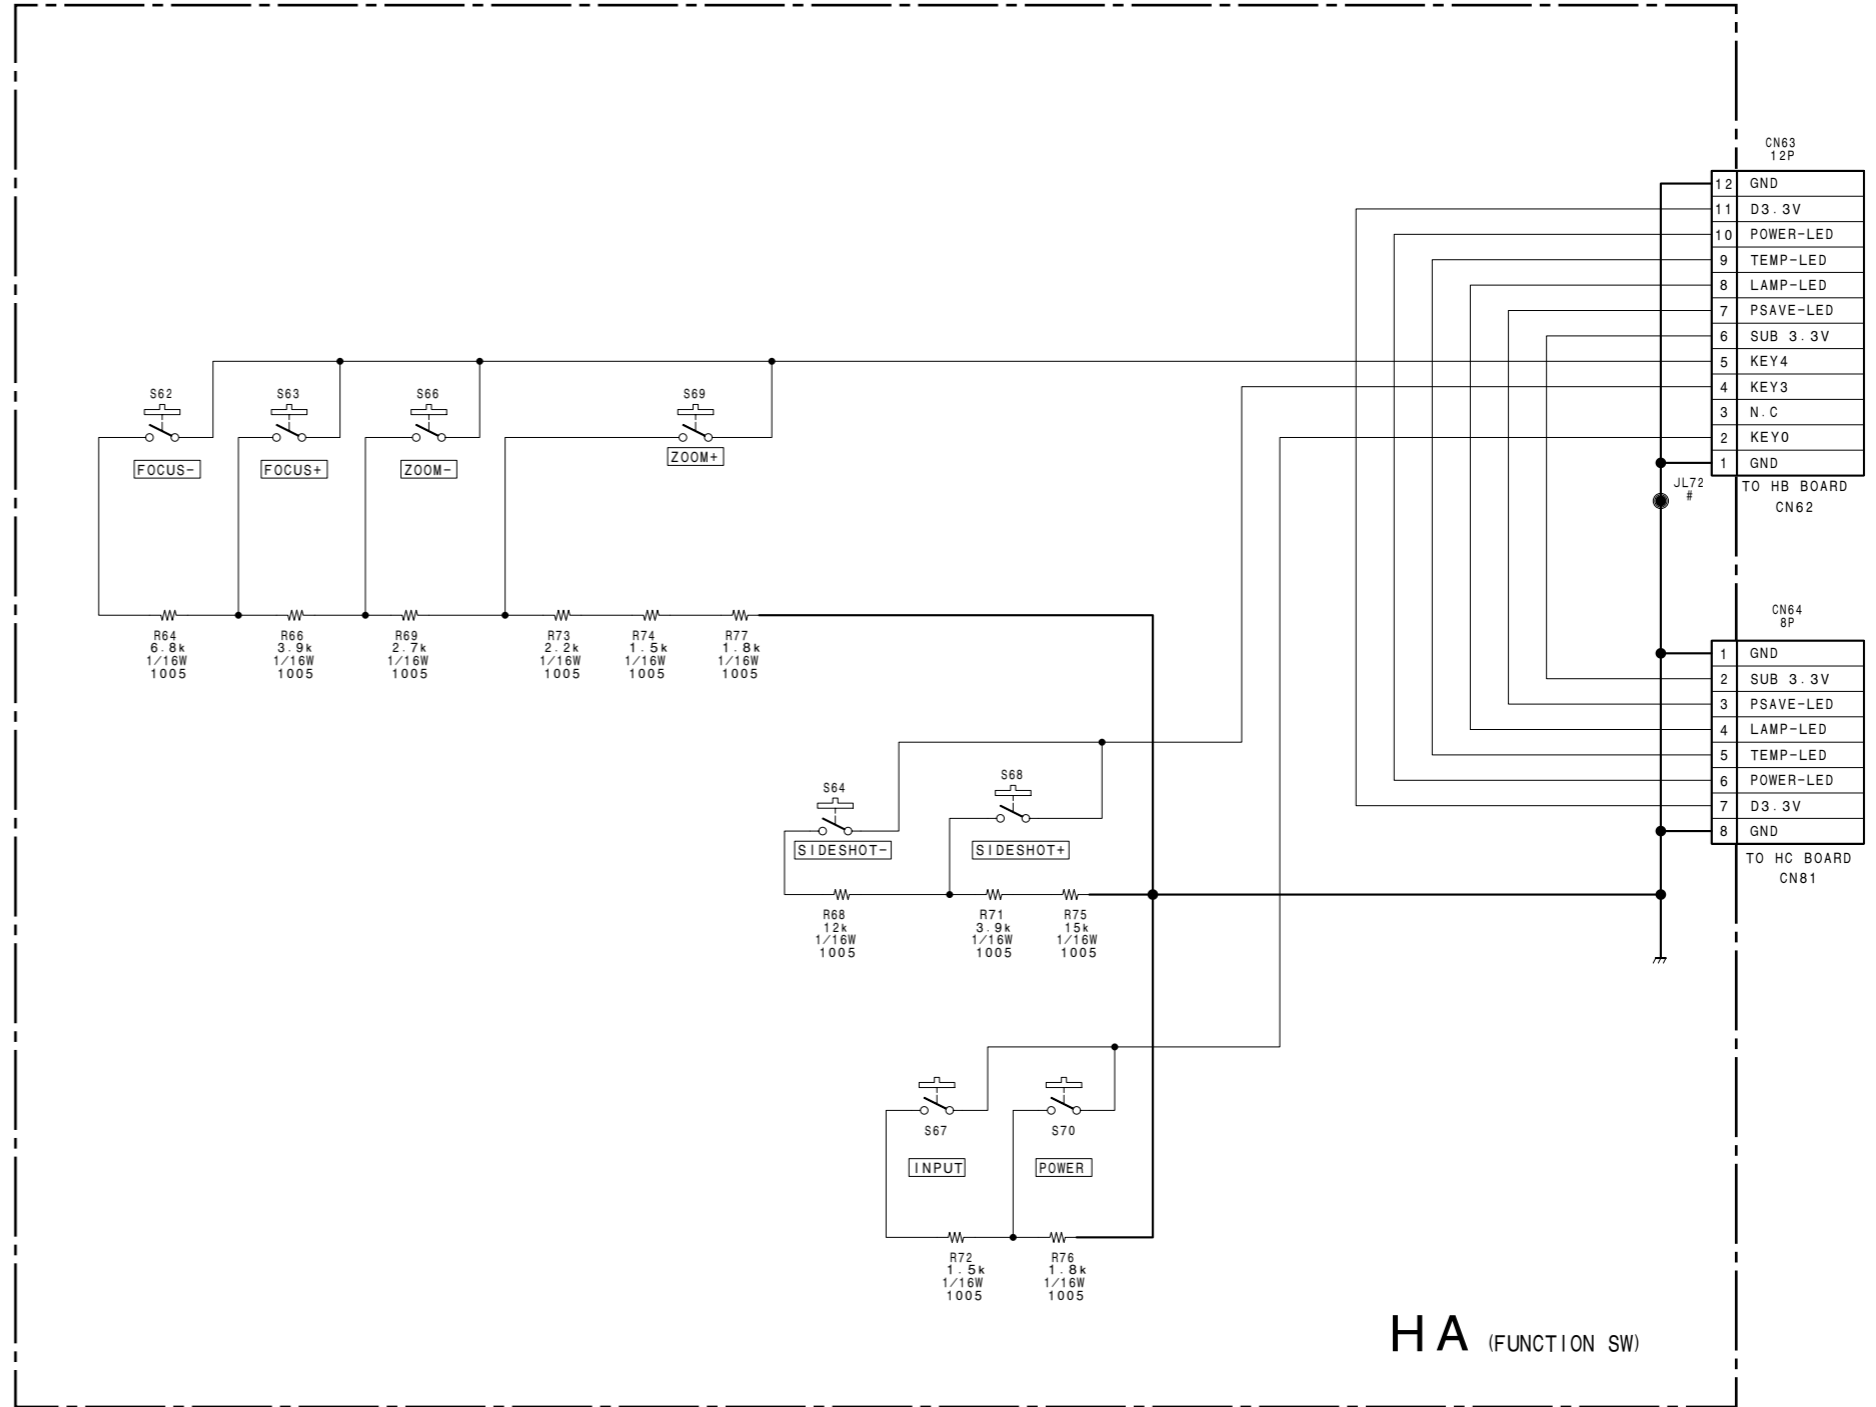 CN63
12P
12 GND
11 D3.3V
10 POWER-LED
9 TEMP-LED
8 LAMP-LED
7 PSAVE-LED
6 SUB 3.3V
5 KEY4
4 KEY3
3 N.C
2 KEY0
1 GND
TO HB BOARD
CN62
JL72
#
S62
FOCUS-
S63
FOCUS+
S66
ZOOM-
S69
ZOOM+
R64
6.8k
1/16W
1005
R66
3.9k
1/16W
1005
R69
2.7k
1/16W
1005
R73
2.2k
1/16W
1005
R74
1.5k
1/16W
1005
R77
1.8k
1/16W
1005
CN64
8P
1 GND
2 SUB 3.3V
3 PSAVE-LED
4 LAMP-LED
5 TEMP-LED
6 POWER-LED
7 D3.3V
8 GND
TO HC BOARD
CN81
S64
SIDESHOT-
S68
SIDESHOT+
R68
12k
1/16W
1005
R71
3.9k
1/16W
1005
R75
15k
1/16W
1005
S67
INPUT
S70
POWER
R72
1.5k
1/16W
1005
R76
1.8k
1/16W
1005
HA (FUNCTION SW)